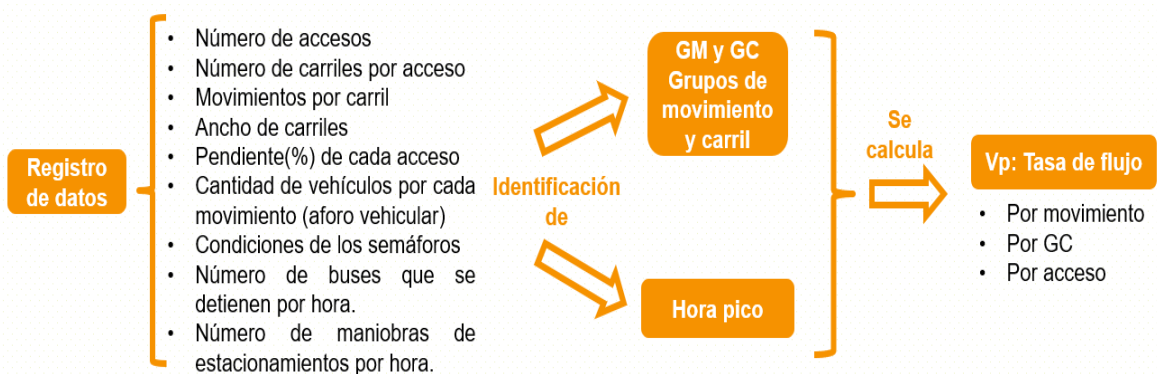 Registro
de datos
• Número de accesos
• Número de carriles por acceso
• Movimientos por carril
• Ancho de carriles
• Pendiente(%) de cada acceso
• Cantidad de vehículos por cada
movimiento (aforo vehicular)
• Condiciones de los semáforos
• Número de buses que se
detienen por hora.
• Número de maniobras de
estacionamientos por hora.
Identificación
de
GM y GC
Grupos de
movimiento
y carril
Hora pico
Se
calcula
Vp: Tasa de flujo
• Por movimiento
• Por GC
• Por acceso